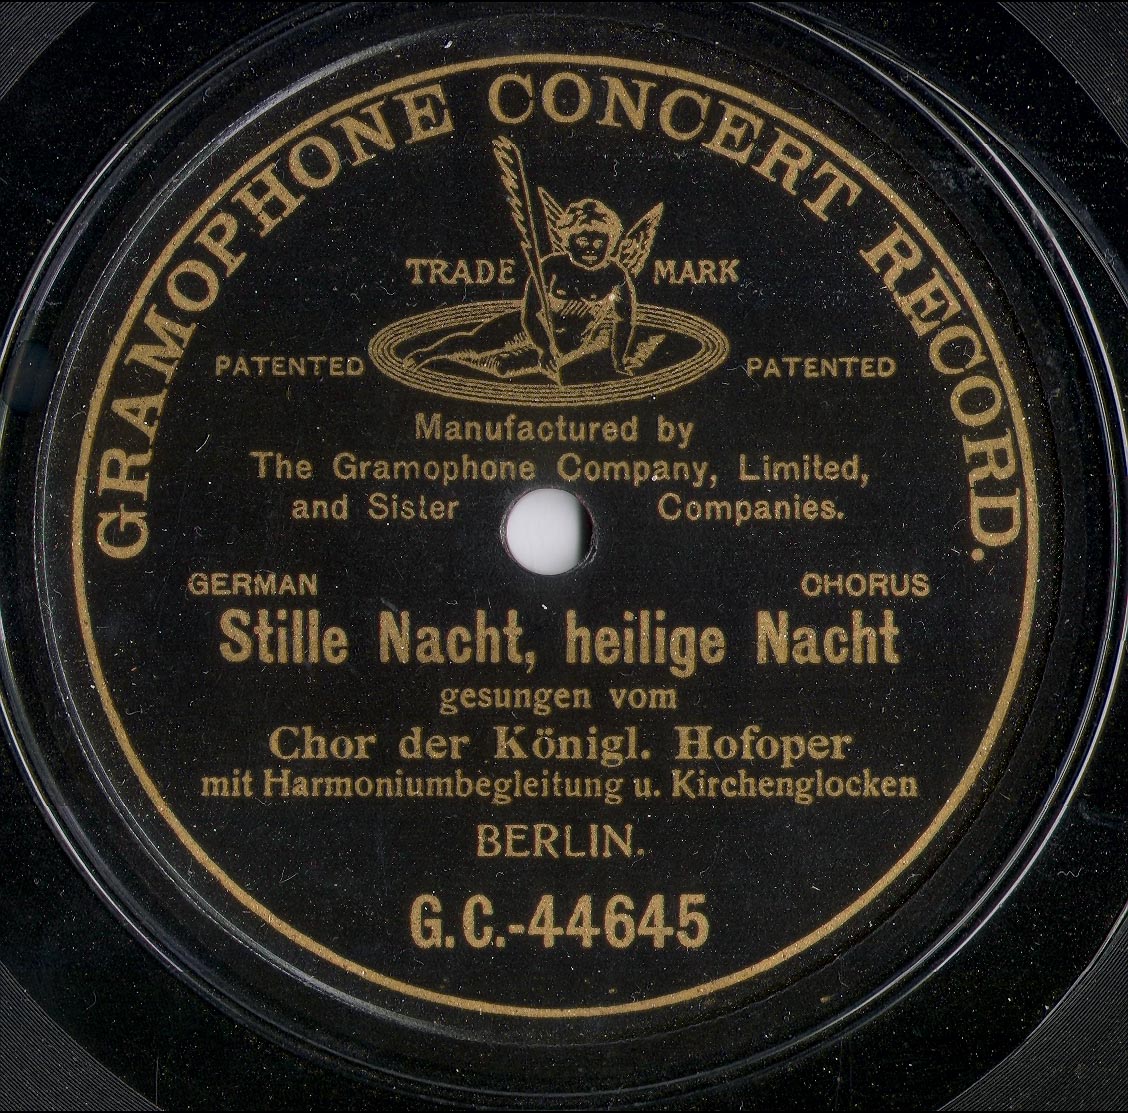 GRAMOPHONE CONCERT RECORD.
TRADE MARK
PATENTED PATENTED
Manufactured by
The Gramophone Company, Limited,
and Sister Companies.
GERMAN CHORUS
Stille Nacht, heilige Nacht
gesungen vom
Chor der Königl. Hofoper
mit Harmoniumbegleitung u. Kirchenglocken
BERLIN.
G.C.-44645